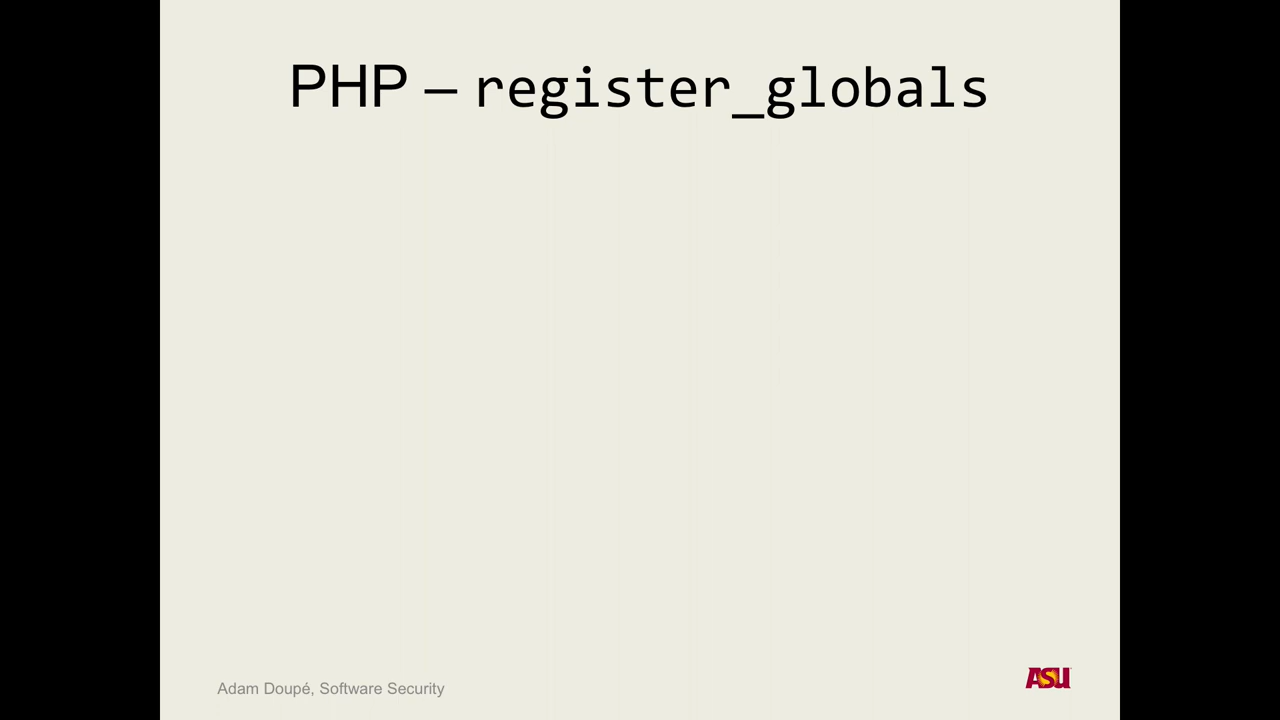 PHP – register_globals
Adam Doupé, Software Security
ASU